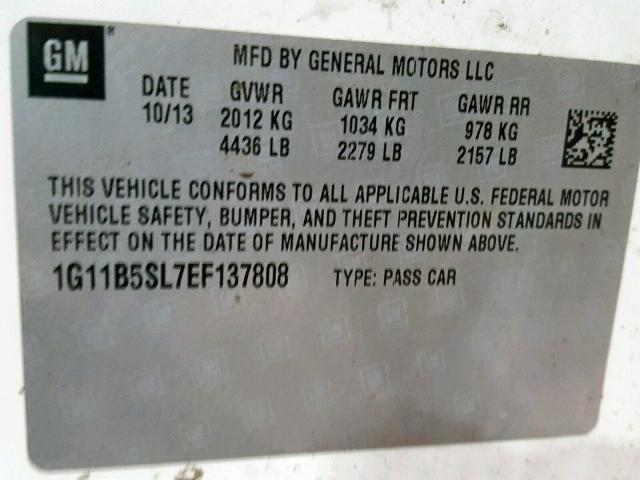 GM®
MFD BY GENERAL MOTORS LLC
DATE GVWR GAWR FRT GAWR RR
10/13 2012 KG 1034 KG 978 KG
4436 LB 2279 LB 2157 LB
THIS VEHICLE CONFORMS TO ALL APPLICABLE U.S. FEDERAL MOTOR
VEHICLE SAFETY, BUMPER, AND THEFT PREVENTION STANDARDS IN
EFFECT ON THE DATE OF MANUFACTURE SHOWN ABOVE.
1G11B5SL7EF137808 TYPE: PASS CAR